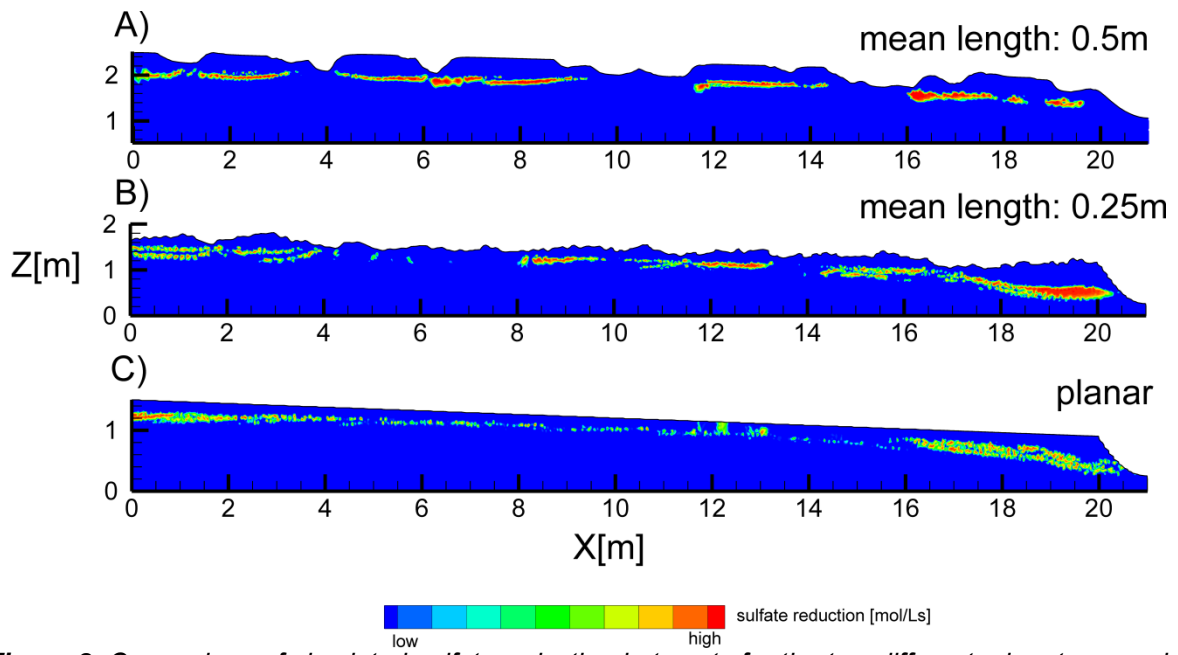 A)
mean length: 0.5m
2
1
0 2 4 6 8 10 12 14 16 18 20
B)
mean length: 0.25m
2
Z[m]
1
0
0 2 4 6 8 10 12 14 16 18 20
C)
planar
1
0
0 2 4 6 8 10 12 14 16 18 20
X[m]
sulfate reduction [mol/Ls]
low high